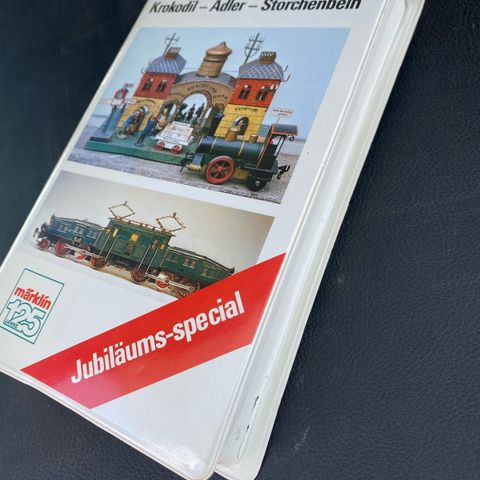 Krokodil – Adler – Storchenbein
märklin
125
Jubiläums-special